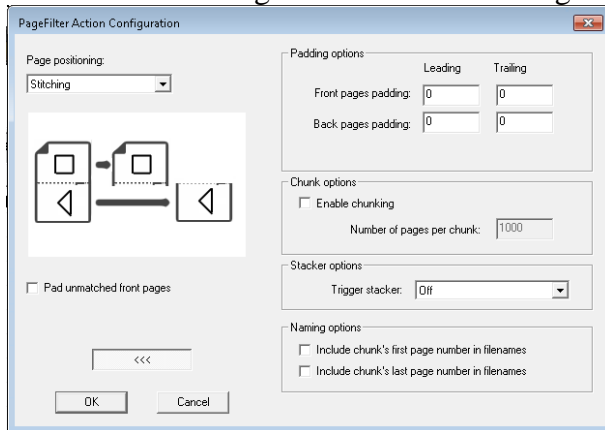 PageFilter Action Configuration
Page positioning:
Stitching
Pad unmatched front pages
<<<
OK
Cancel
Padding options
Leading
Trailing
Front pages padding:
0
0
Back pages padding:
0
0
Chunk options
Enable chunking
Number of pages per chunk:
1000
Stacker options
Trigger stacker:
Off
Naming options
Include chunk's first page number in filenames
Include chunk's last page number in filenames